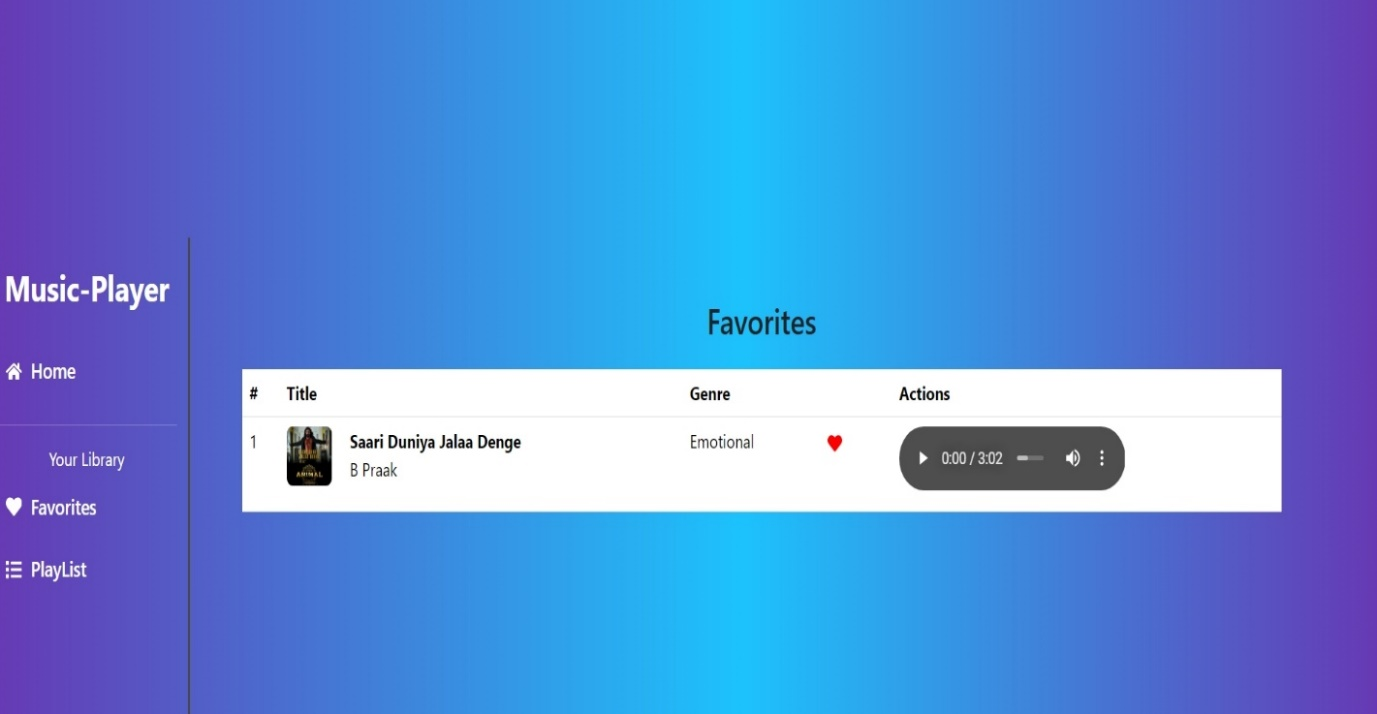 Music-Player
Home
Your Library
Favorites
PlayList
Favorites
# Title Genre Actions
1 Saari Duniya Jalaa Denge Emotional 0:00 / 3:02
B Praak
ANIMAL